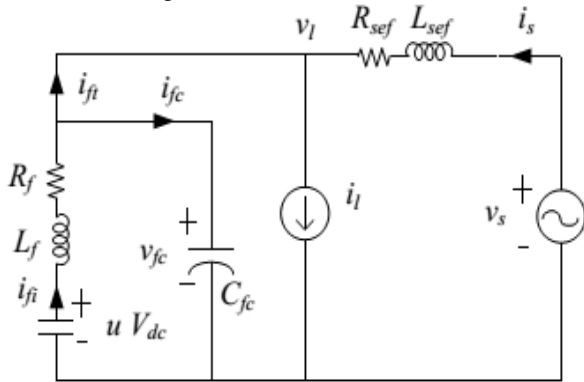 v_l R_sef L_sef i_s
i_ft i_fc
R_f
L_f
i_fi
+
-
u V_dc
+
v_fc
-
C_fc
i_l
+
v_s
-